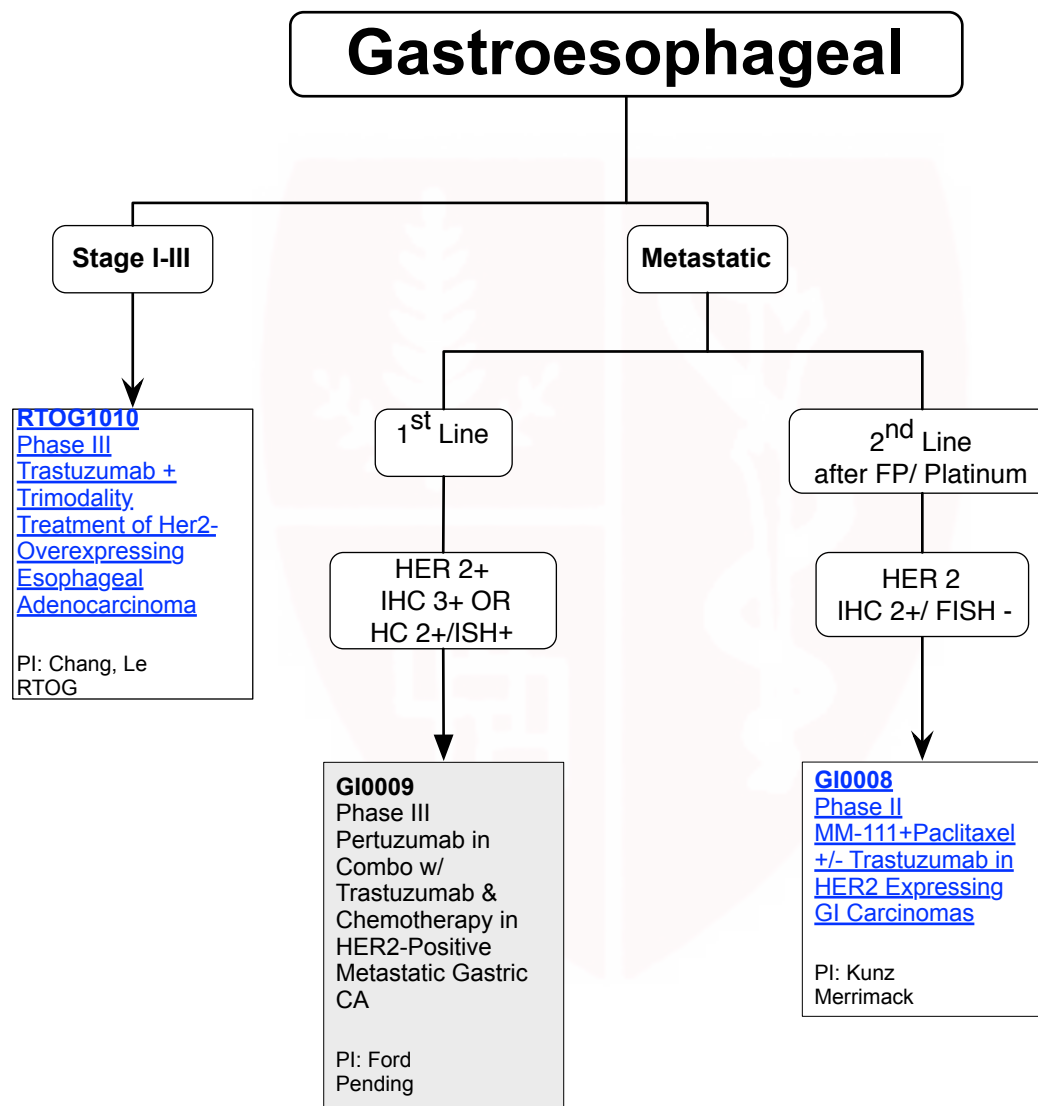 Gastroesophageal
Stage I-III
Metastatic
RTOG1010
Phase III
Trastuzumab +
Trimodality
Treatment of Her2-
Overexpressing
Esophageal
Adenocarcinoma
PI: Chang, Le
RTOG
1st Line
HER 2+
IHC 3+ OR
HC 2+/ISH+
GI0009
Phase III
Pertuzumab in
Combo w/
Trastuzumab &
Chemotherapy in
HER2-Positive
Metastatic Gastric
CA
PI: Ford
Pending
2nd Line
after FP/ Platinum
HER 2
IHC 2+/ FISH -
GI0008
Phase II
MM-111+Paclitaxel
+/- Trastuzumab in
HER2 Expressing
GI Carcinomas
PI: Kunz
Merrimack